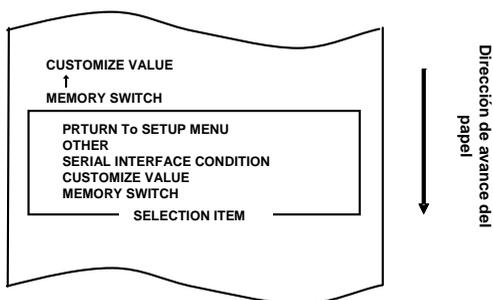 CUSTOMIZE VALUE
↑
MEMORY SWITCH
PRTURN To SETUP MENU
OTHER
SERIAL INTERFACE CONDITION
CUSTOMIZE VALUE
MEMORY SWITCH
SELECTION ITEM
Dirección de avance del
papel